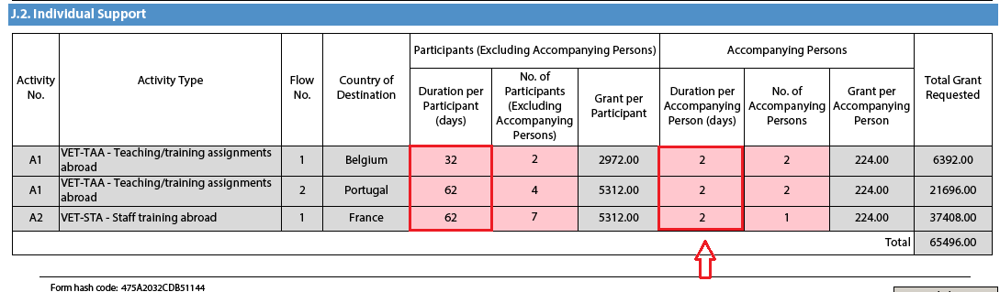 J.2. Individual Support
Participants (Excluding Accompanying Persons)
Accompanying Persons
Activity No.
Activity Type
Flow No.
Country of Destination
Duration per Participant (days)
No. of Participants (Excluding Accompanying Persons)
Grant per Participant
Duration per Accompanying Person (days)
No. of Accompanying Persons
Grant per Accompanying Person
Total Grant Requested
A1 VET-TAA - Teaching/training assignments abroad 1 Belgium 32 2 2972.00 2 2 224.00 6392.00
A1 VET-TAA - Teaching/training assignments abroad 2 Portugal 62 4 5312.00 2 2 224.00 21696.00
A2 VET-STA - Staff training abroad 1 France 62 7 5312.00 2 1 224.00 37408.00
Total 65496.00
Form hash code: 475A2032CDB51144